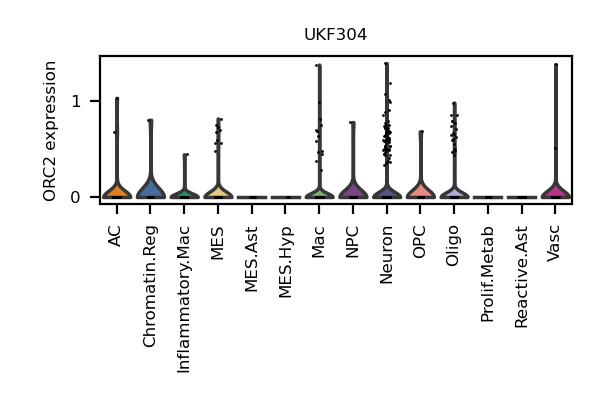 UKF304
ORC2 expression
1
0
AC
Chromatin.Reg
Inflammatory.Mac
MES
MES.Ast
MES.Hyp
Mac
NPC
Neuron
OPC
Oligo
Prolif.Metab
Reactive.Ast
Vasc